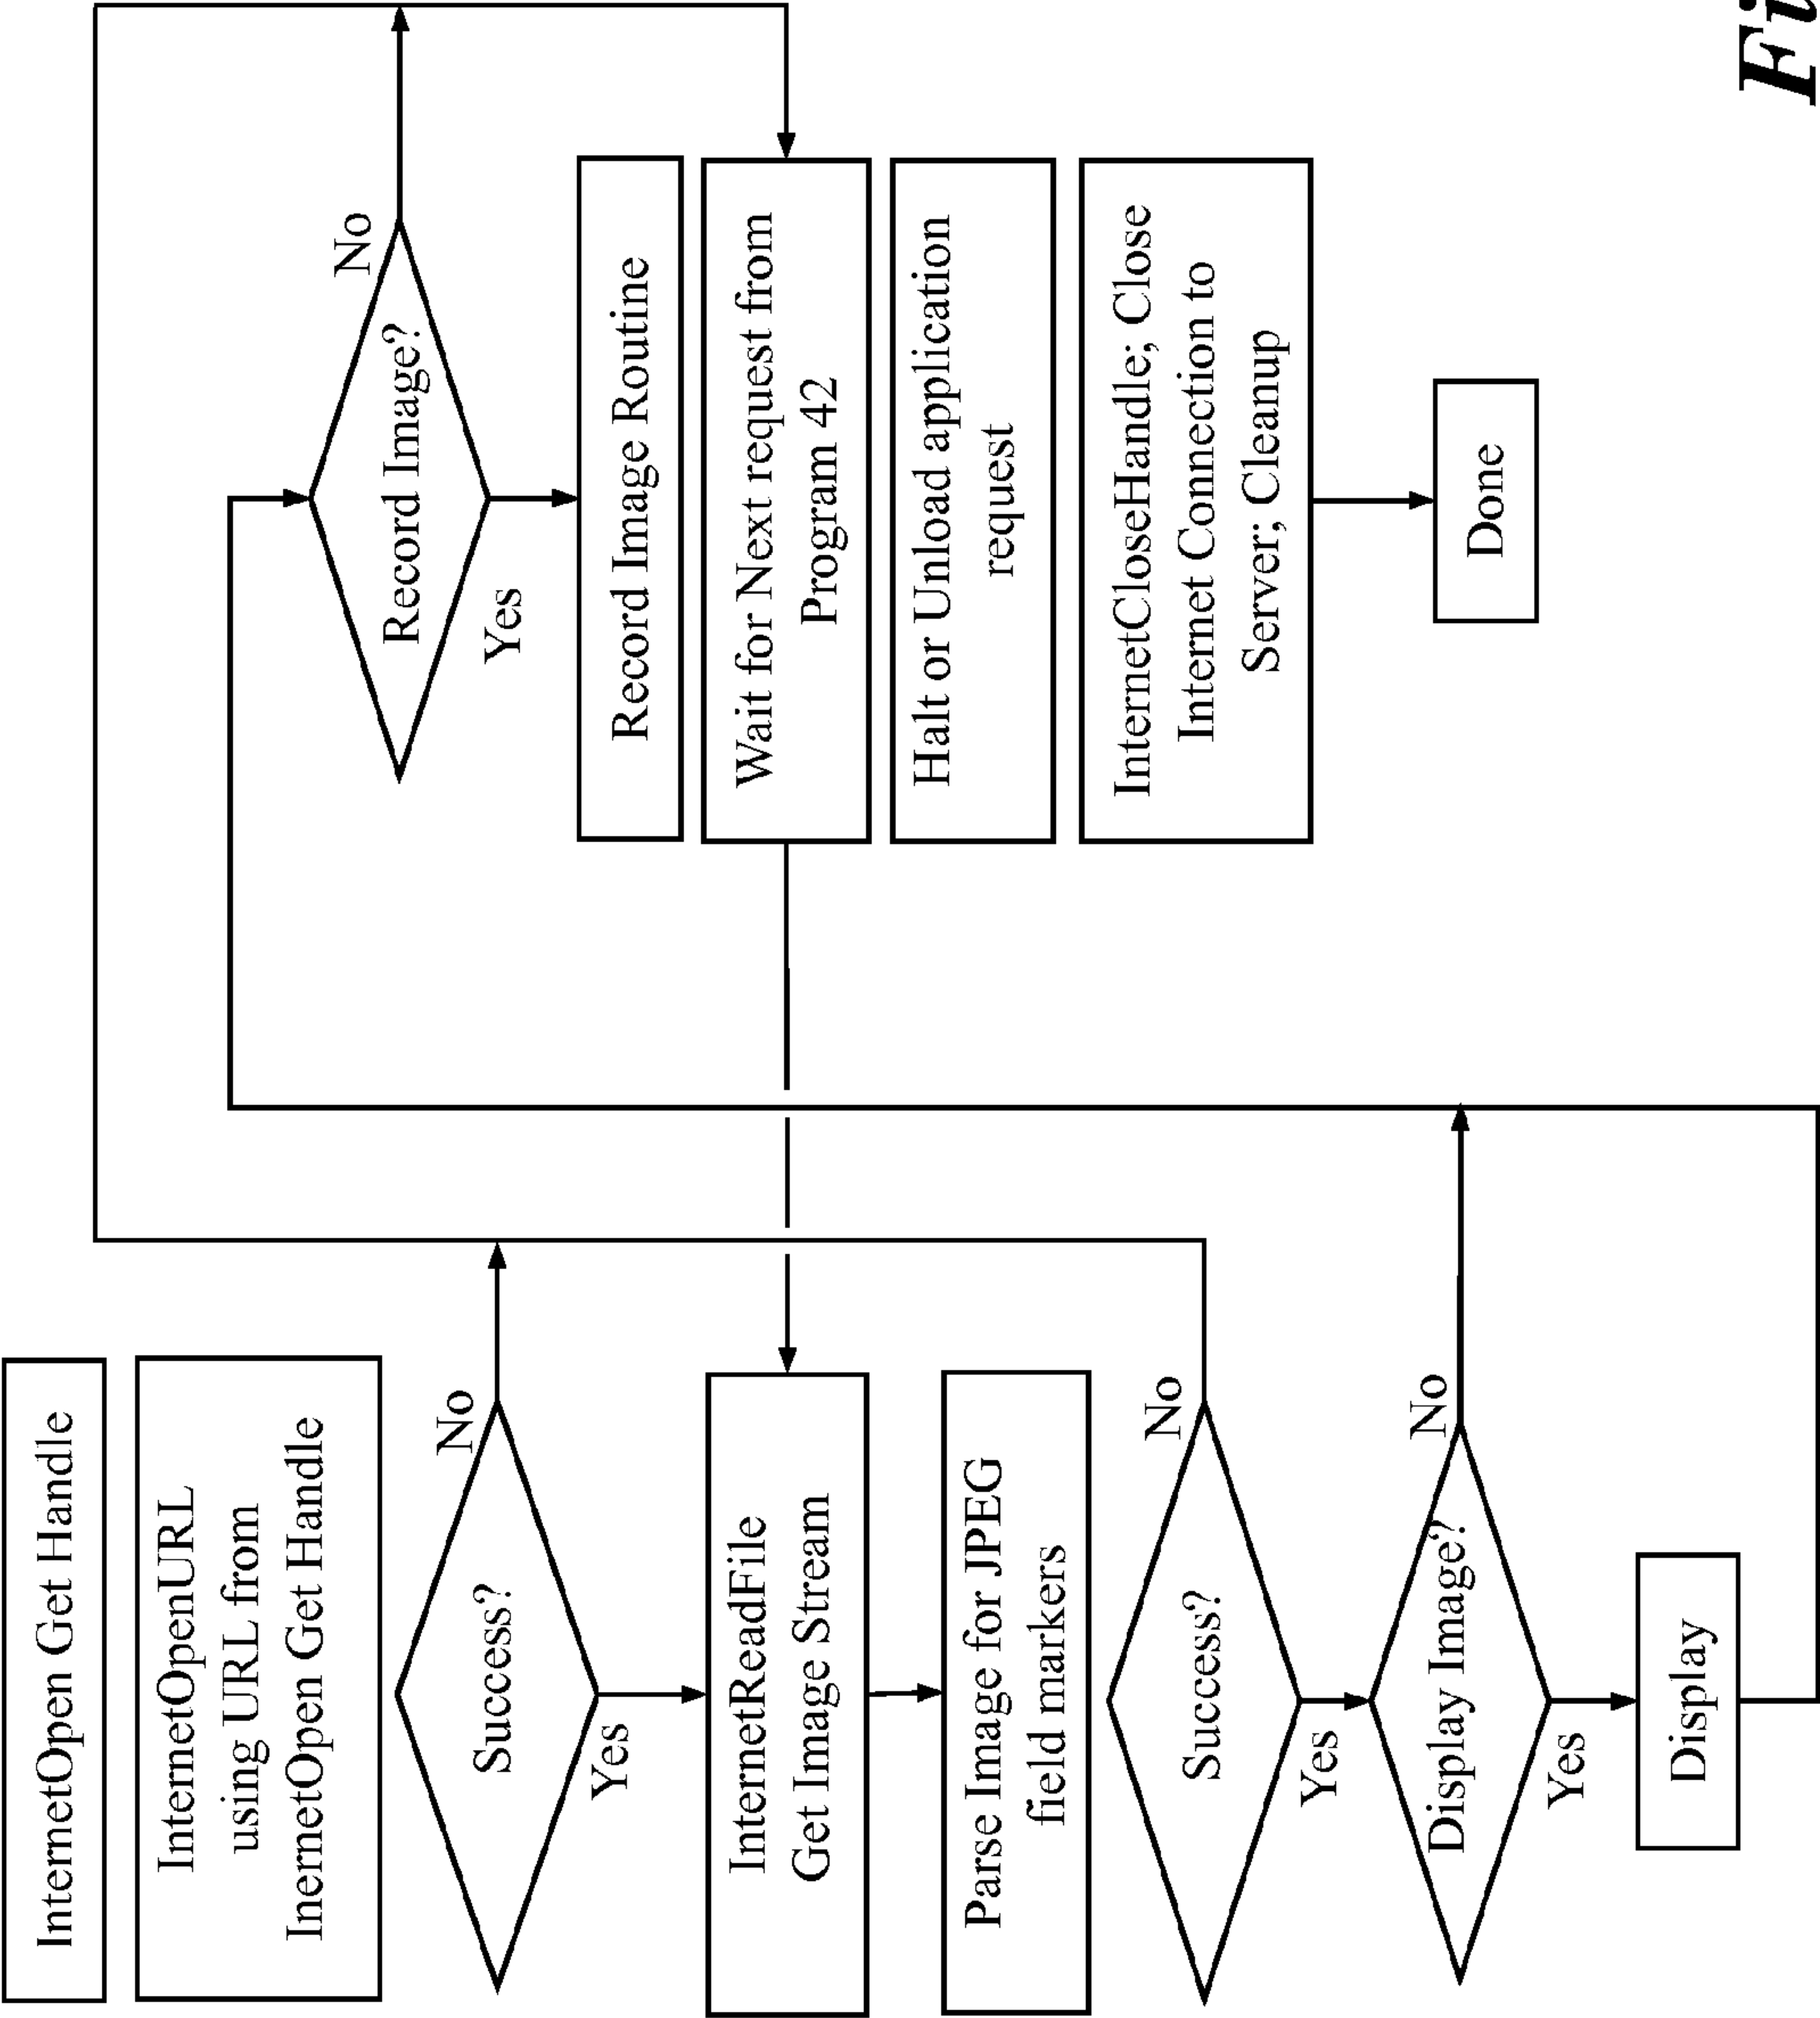 InternetOpen Get Handle
InternetOpenURL
using URL from
InernetOpen Get Handle
Success?
No
Yes
InternetReadFile
Get Image Stream
Parse Image for JPEG
field markers
Success?
No
Yes
Display Image?
No
Yes
Display
Record Image?
No
Yes
Record Image Routine
Wait for Next request from
Program 42
Halt or Unload application
request
InternetCloseHandle; Close
Internet Connection to
Server; Cleanup
Done
Fi